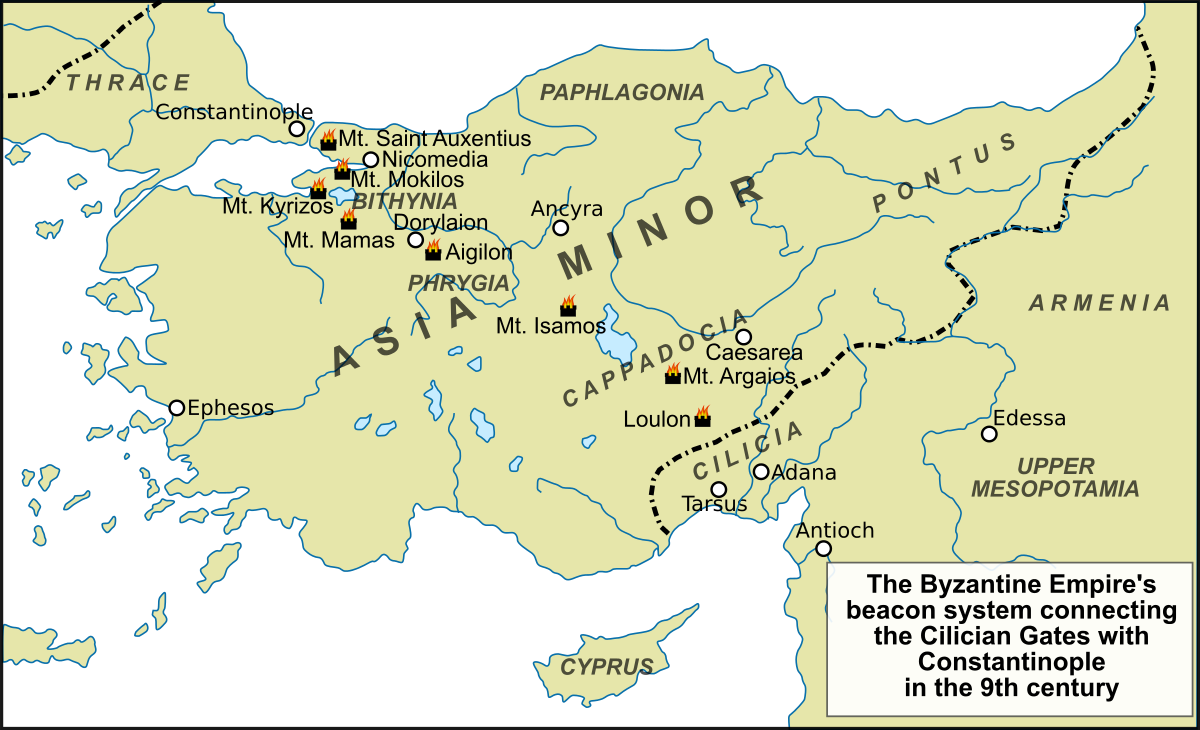 THRACE
PAPHLAGONIA
Constantinople
Mt. Saint Auxentius
Nicomedia
Mt. Mokilos
Mt. Kyrizos
BITHYNIA
Mt. Mamas
Dorylaion
Ancyra
Aigilon
PHRYGIA
PONTUS
ASIA MINOR
ARMENIA
Mt. Isamos
CAPPADOCIA
Caesarea
Mt. Argaios
Ephesos
Loulon
Edessa
CILICIA
Adana
UPPER
MESOPOTAMIA
Tarsus
Antioch
CYPRUS
The Byzantine Empire's
beacon system connecting
the Cilician Gates with
Constantinople
in the 9th century